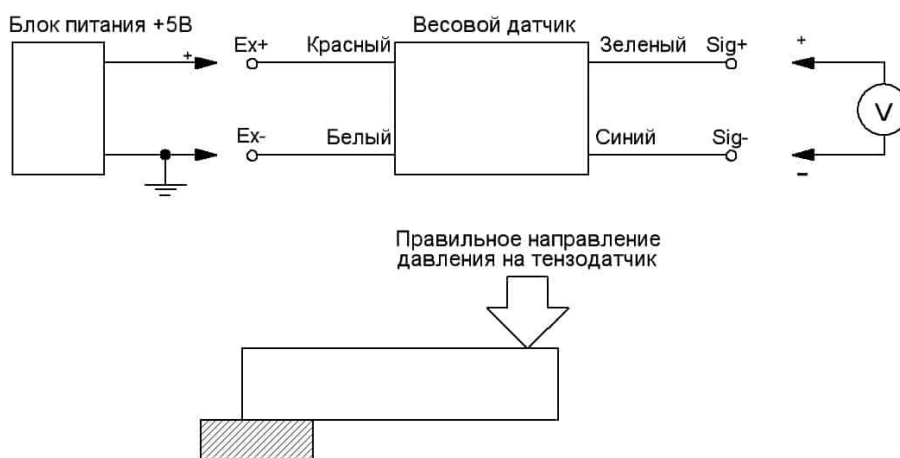 Блок питания +5В
Ex+
Красный
Весовой датчик
Зеленый
Sig+
+
+
V
Ex-
Белый
Синий
Sig-
-
Правильное направление
давления на тензодатчик